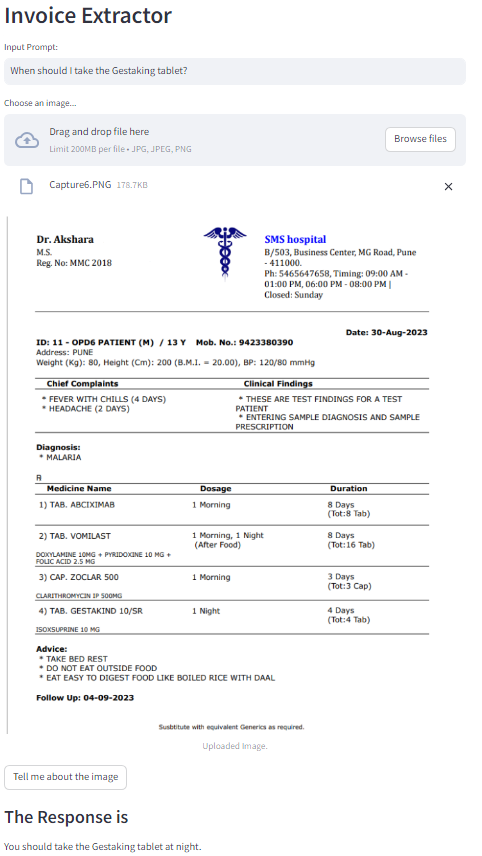 Invoice Extractor
Input Prompt:
When should I take the Gestaking tablet?
Choose an image...
Drag and drop file here
Limit 200MB per file • JPG, JPEG, PNG
Browse files
Capture6.PNG 178.7KB
Dr. Akshara
M.S.
Reg. No: MMC 2018
SMS hospital
B/503, Business Center, MG Road, Pune
- 411000.
Ph: 5465647658, Timing: 09:00 AM -
01:00 PM, 06:00 PM - 08:00 PM |
Closed: Sunday
Date: 30-Aug-2023
ID: 11 - OPD6 PATIENT (M) / 13 Y Mob. No.: 9423380390
Address: PUNE
Weight (Kg): 80, Height (Cm): 200 (B.M.I. = 20.00), BP: 120/80 mmHg
Chief Complaints Clinical Findings
* FEVER WITH CHILLS (4 DAYS)
* HEADACHE (2 DAYS)
* THESE ARE TEST FINDINGS FOR A TEST
PATIENT
* ENTERING SAMPLE DIAGNOSIS AND SAMPLE
PRESCRIPTION
Diagnosis:
* MALARIA
R
Medicine Name Dosage Duration
1) TAB. ABCIXIMAB 1 Morning 8 Days
(Tot:8 Tab)
2) TAB. VOMILAST 1 Morning, 1 Night 8 Days
(After Food) (Tot:16 Tab)
DOXYLAMINE 10MG + PYRIDOXINE 10 MG +
FOLIC ACID 2.5 MG
3) CAP. ZOCLAR 500 1 Morning 3 Days
(Tot:3 Cap)
CLARITHROMYCIN IP 500MG
4) TAB. GESTAKIND 10/SR 1 Night 4 Days
(Tot:4 Tab)
ISOXSUPRINE 10 MG
Advice:
* TAKE BED REST
* DO NOT EAT OUTSIDE FOOD
* EAT EASY TO DIGEST FOOD LIKE BOILED RICE WITH DAAL
Follow Up: 04-09-2023
Susbtitute with equivalent Generics as required.
Uploaded Image.
Tell me about the image
The Response is
You should take the Gestaking tablet at night.